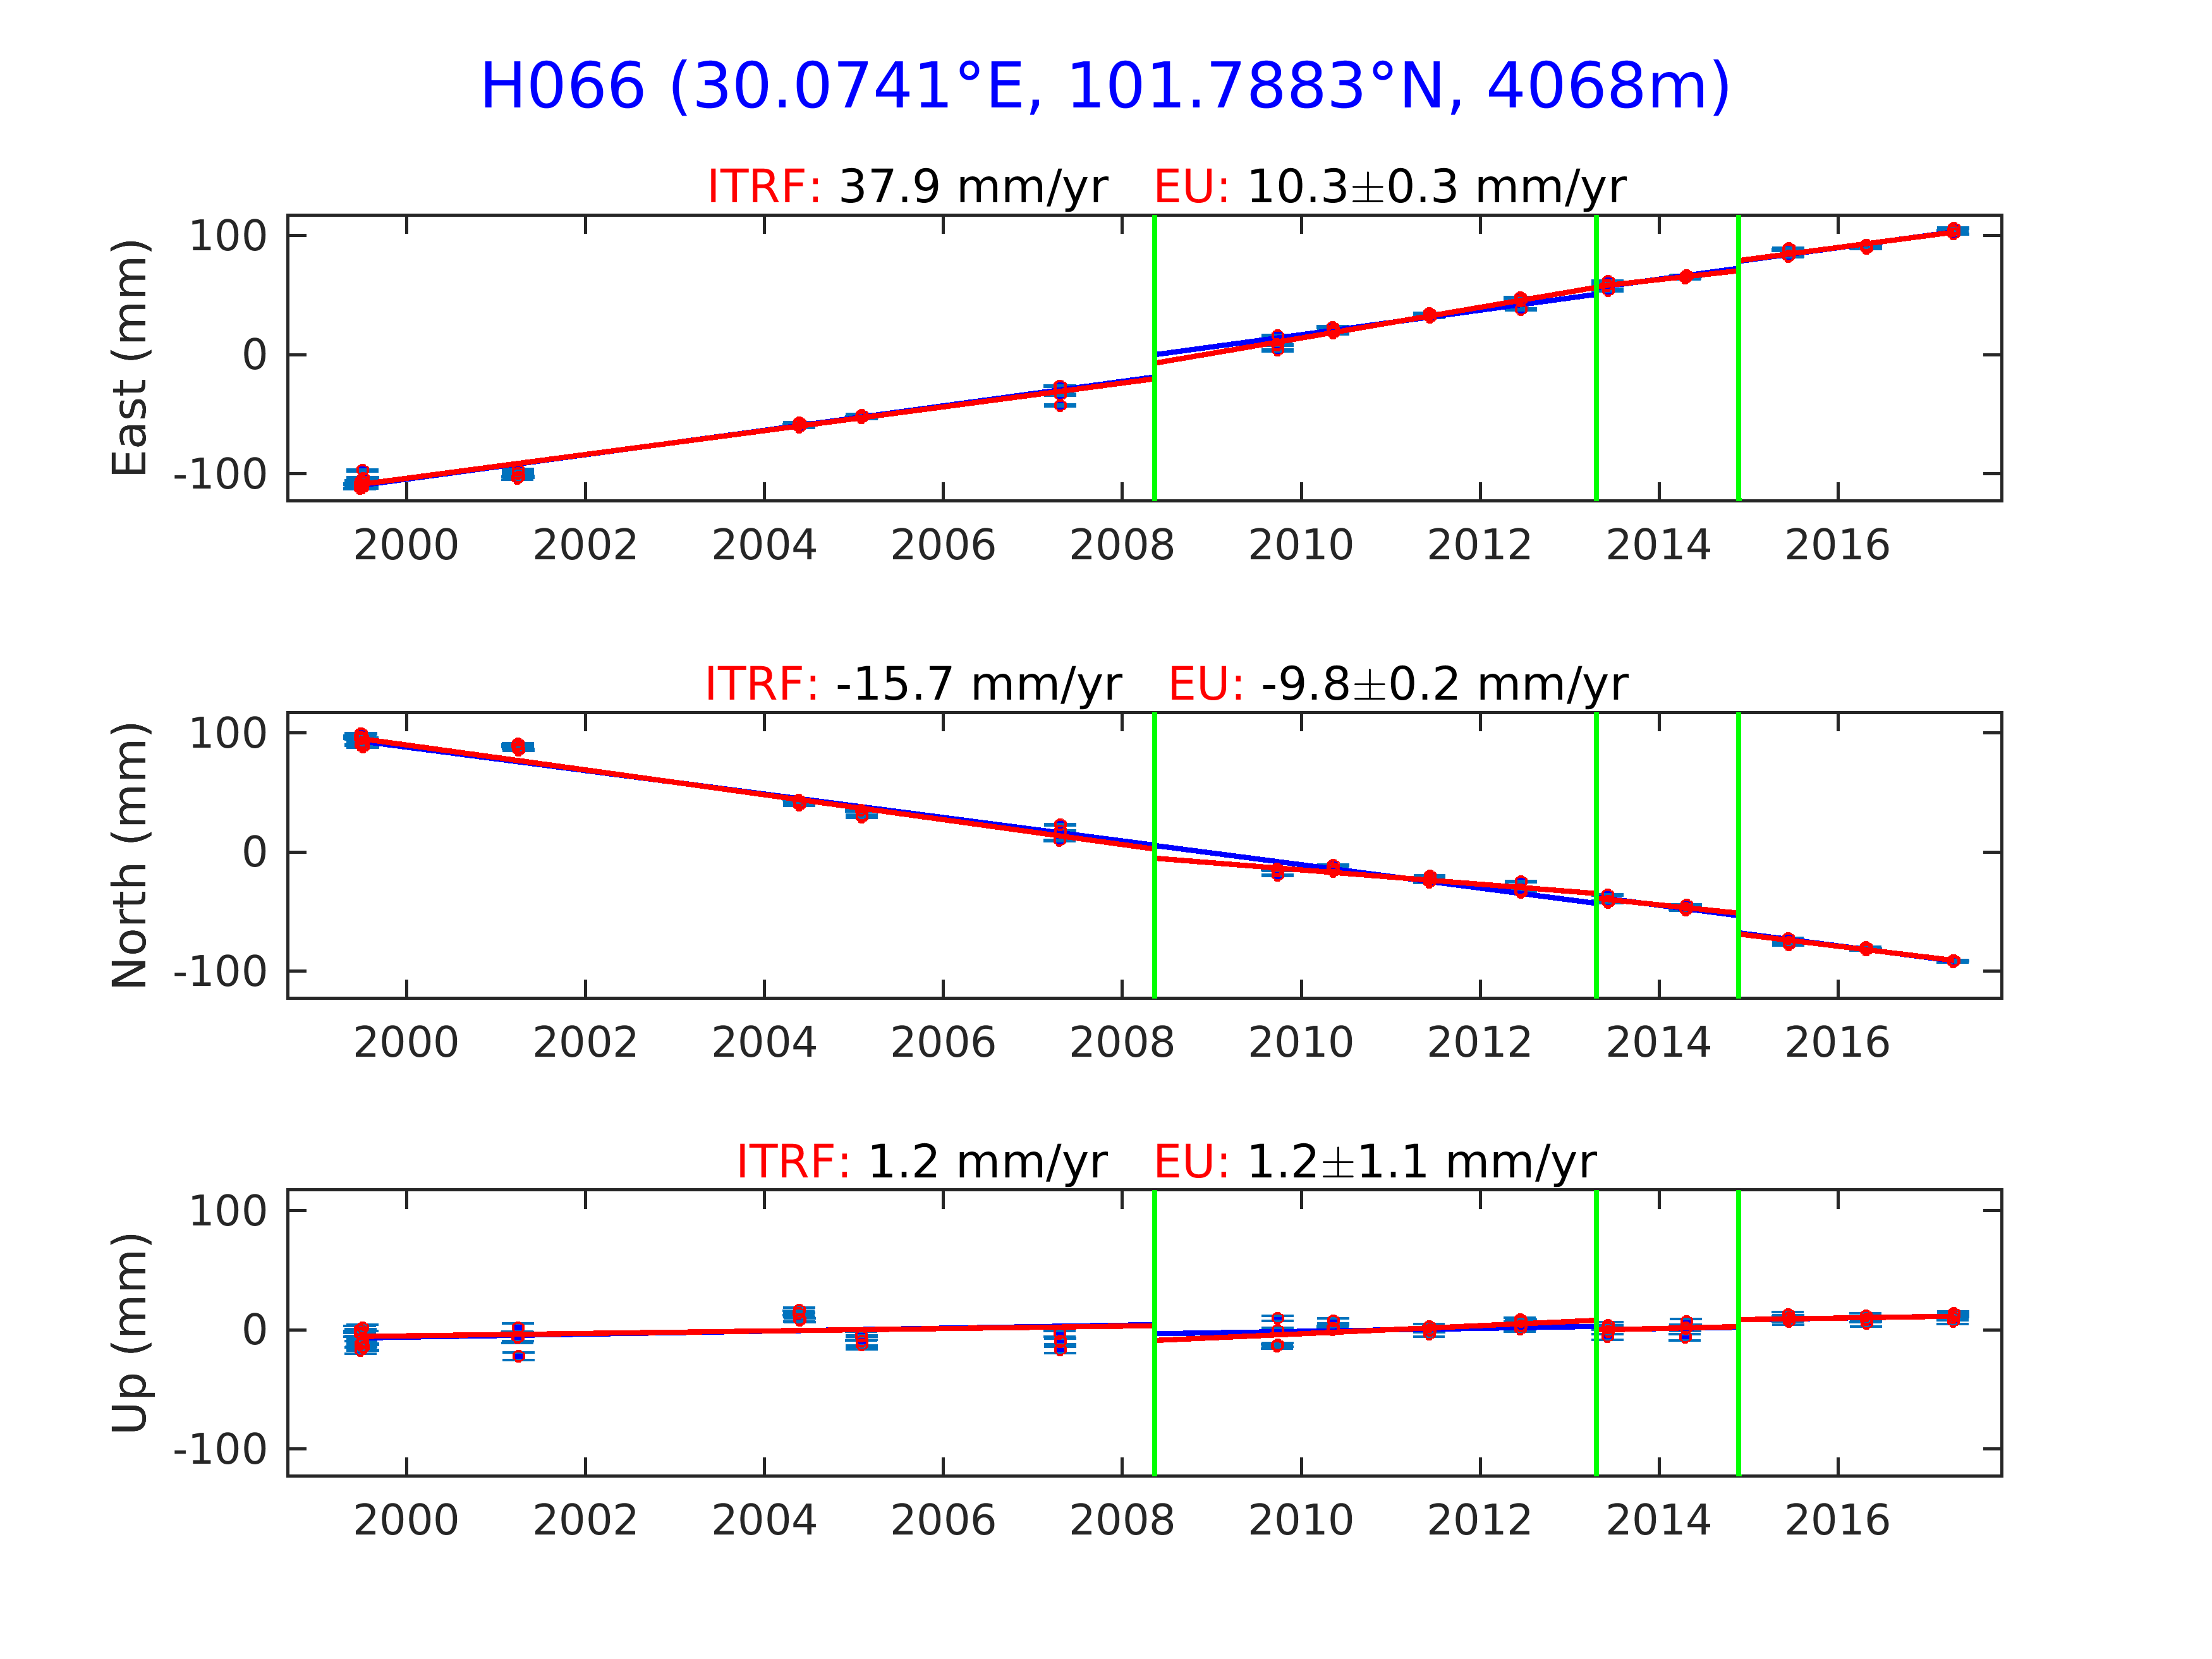 H066 (30.0741°E, 101.7883°N, 4068m)
ITRF: 37.9 mm/yr EU: 10.3±0.3 mm/yr
East (mm)
100
0
-100
2000 2002 2004 2006 2008 2010 2012 2014 2016
ITRF: -15.7 mm/yr EU: -9.8±0.2 mm/yr
North (mm)
100
0
-100
2000 2002 2004 2006 2008 2010 2012 2014 2016
ITRF: 1.2 mm/yr EU: 1.2±1.1 mm/yr
Up (mm)
100
0
-100
2000 2002 2004 2006 2008 2010 2012 2014 2016